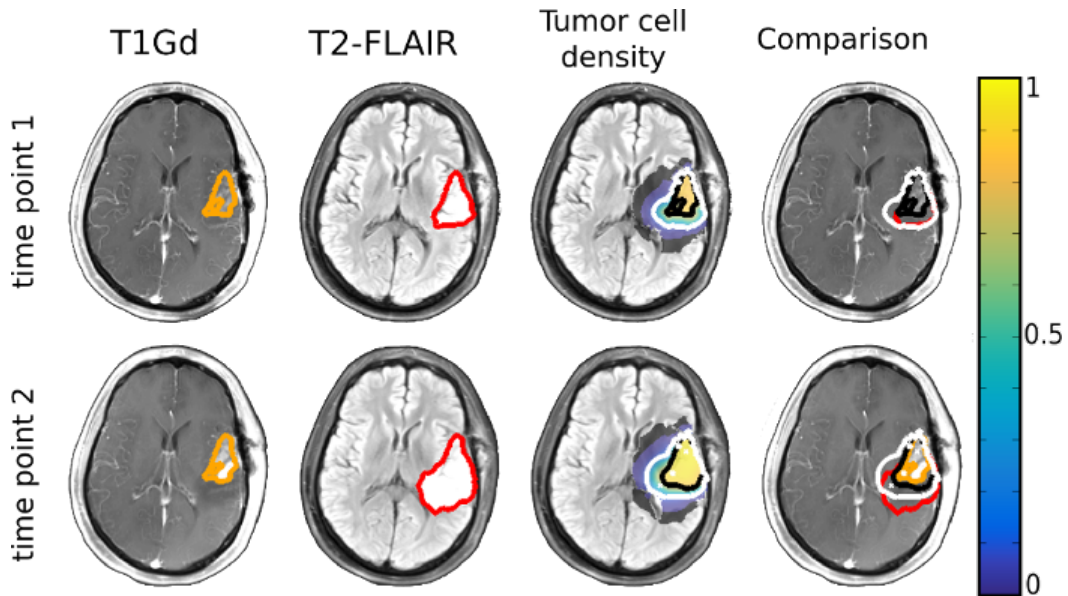 T1Gd
T2-FLAIR
Tumor cell
density
Comparison
time point 1
time point 2
1
0.5
0